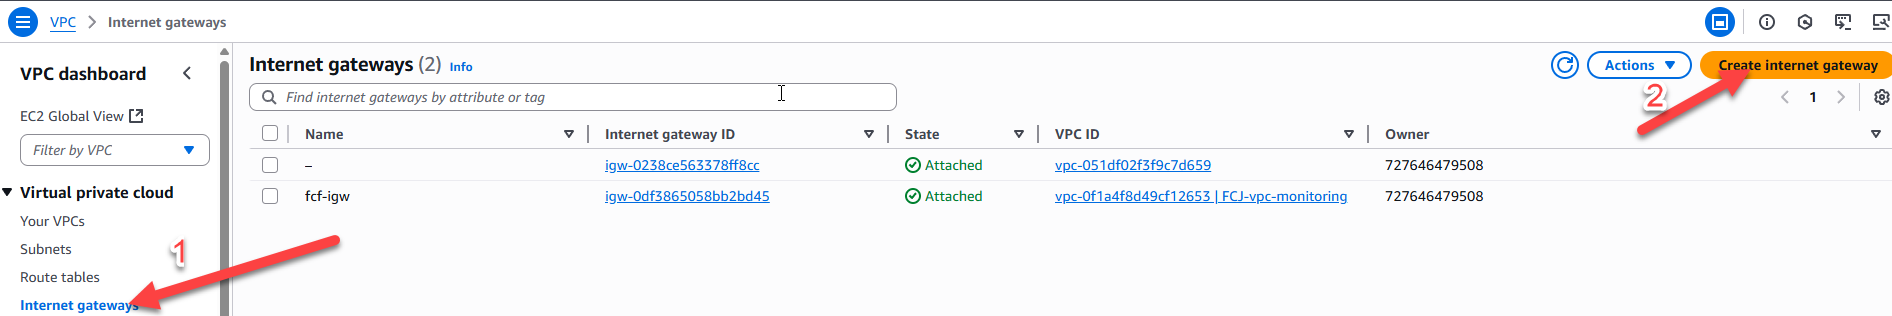 VPC > Internet gateways
VPC dashboard
EC2 Global View
Filter by VPC
Virtual private cloud
Your VPCs
Subnets
Route tables
Internet gateways
1
Internet gateways (2) Info
Actions
Create internet gateway
2
Find internet gateways by attribute or tag
1
Name Internet gateway ID State VPC ID Owner
– igw-0238ce563378ff8cc Attached vpc-051df02f3f9c7d659 727646479508
fcf-igw igw-0df3865058bb2bd45 Attached vpc-0f1a4f8d49cf12653 | FCJ-vpc-monitoring 727646479508